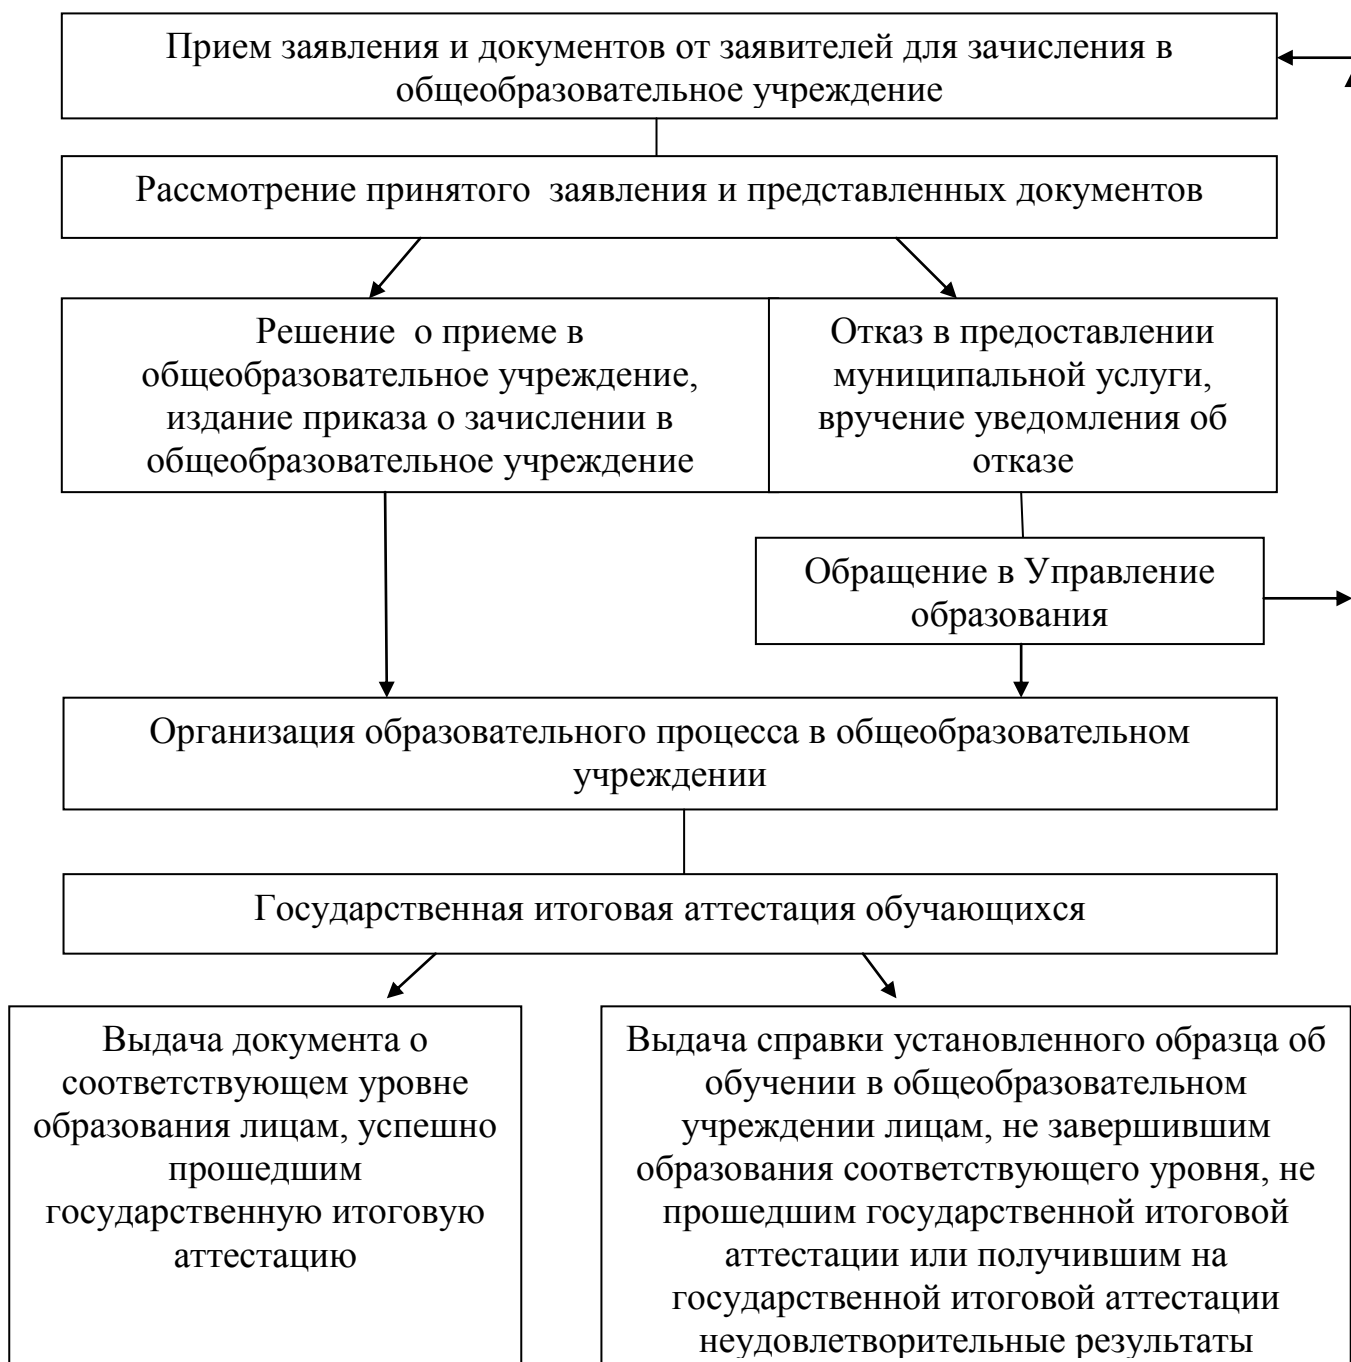 Прием заявления и документов от заявителей для зачисления в
общеобразовательное учреждение
Рассмотрение принятого  заявления и представленных документов
Решение  о приеме в
общеобразовательное учреждение,
издание приказа о зачислении в
общеобразовательное учреждение
Отказ в предоставлении
муниципальной услуги,
вручение уведомления об
отказе
Обращение в Управление
образования
Организация образовательного процесса в общеобразовательном
учреждении
Государственная итоговая аттестация обучающихся
Выдача документа о
соответствующем уровне
образования лицам, успешно
прошедшим
государственную итоговую
аттестацию
Выдача справки установленного образца об
обучении в общеобразовательном
учреждении лицам, не завершившим
образования соответствующего уровня, не
прошедшим государственной итоговой
аттестации или получившим на
государственной итоговой аттестации
неудовлетворительные результаты